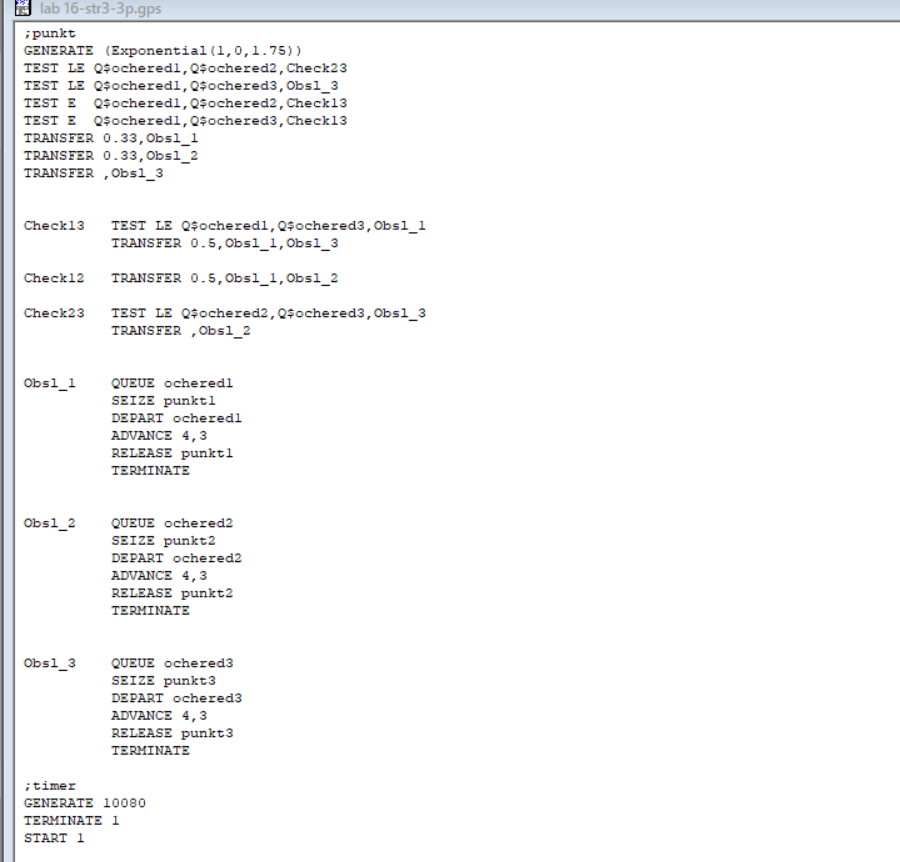 lab 16-str3-3p.gps
;punkt
GENERATE (Exponential(1,0,1.75))
TEST LE Q$ochered1,Q$ochered2,Check23
TEST LE Q$ochered1,Q$ochered3,Obsl_3
TEST E  Q$ochered1,Q$ochered2,Check13
TEST E  Q$ochered1,Q$ochered3,Check13
TRANSFER 0.33,Obsl_1
TRANSFER 0.33,Obsl_2
TRANSFER ,Obsl_3
Check13   TEST LE Q$ochered1,Q$ochered3,Obsl_1
TRANSFER 0.5,Obsl_1,Obsl_3
Check12   TRANSFER 0.5,Obsl_1,Obsl_2
Check23   TEST LE Q$ochered2,Q$ochered3,Obsl_3
TRANSFER ,Obsl_2
Obsl_1    QUEUE ochered1
SEIZE punkt1
DEPART ochered1
ADVANCE 4,3
RELEASE punkt1
TERMINATE
Obsl_2    QUEUE ochered2
SEIZE punkt2
DEPART ochered2
ADVANCE 4,3
RELEASE punkt2
TERMINATE
Obsl_3    QUEUE ochered3
SEIZE punkt3
DEPART ochered3
ADVANCE 4,3
RELEASE punkt3
TERMINATE
;timer
GENERATE 10080
TERMINATE 1
START 1